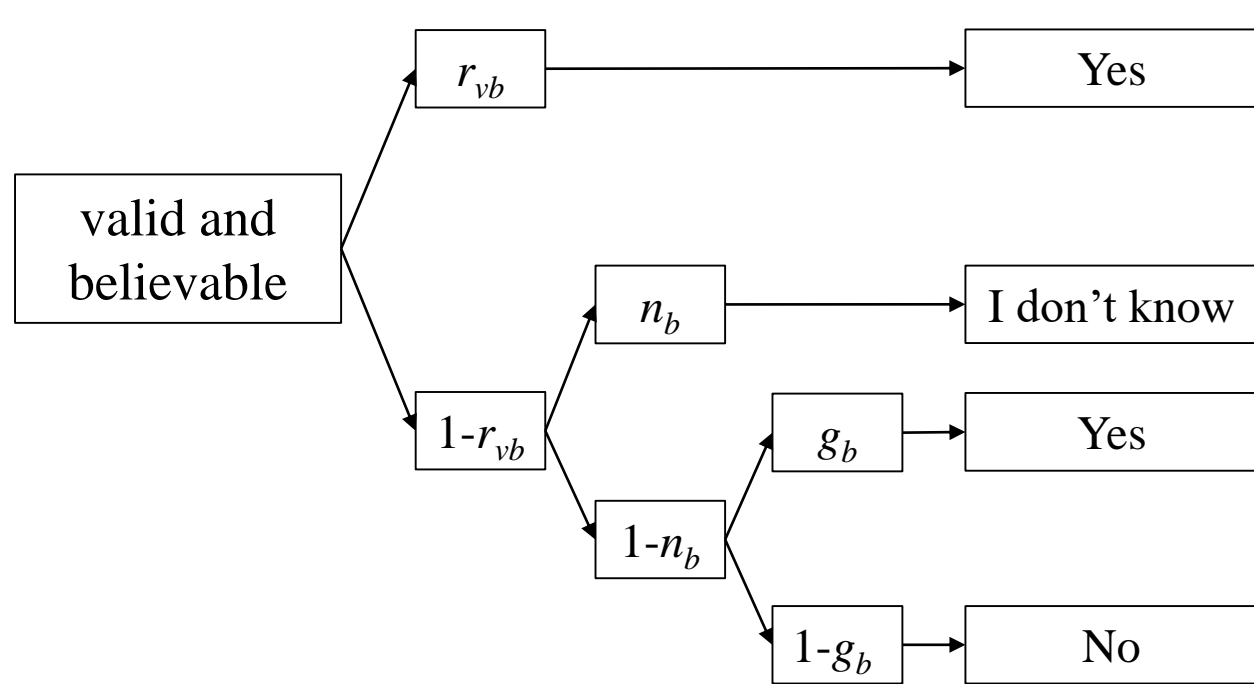 r_vb
Yes
valid and
believable
n_b
I don’t know
1-r_vb
g_b
Yes
1-n_b
1-g_b
No